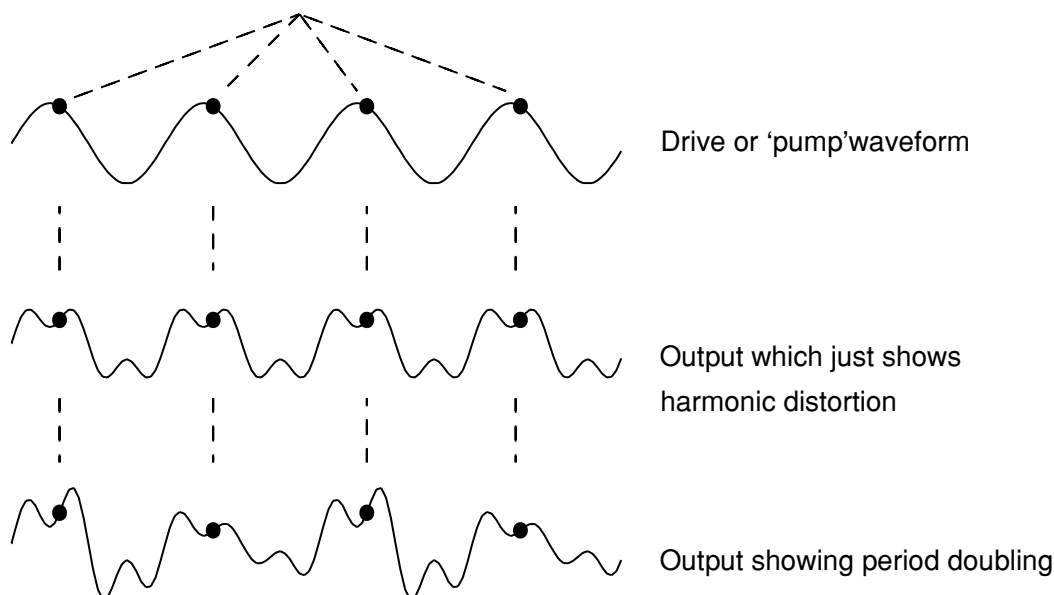 Drive or ‘pump’waveform
Output which just shows
harmonic distortion
Output showing period doubling